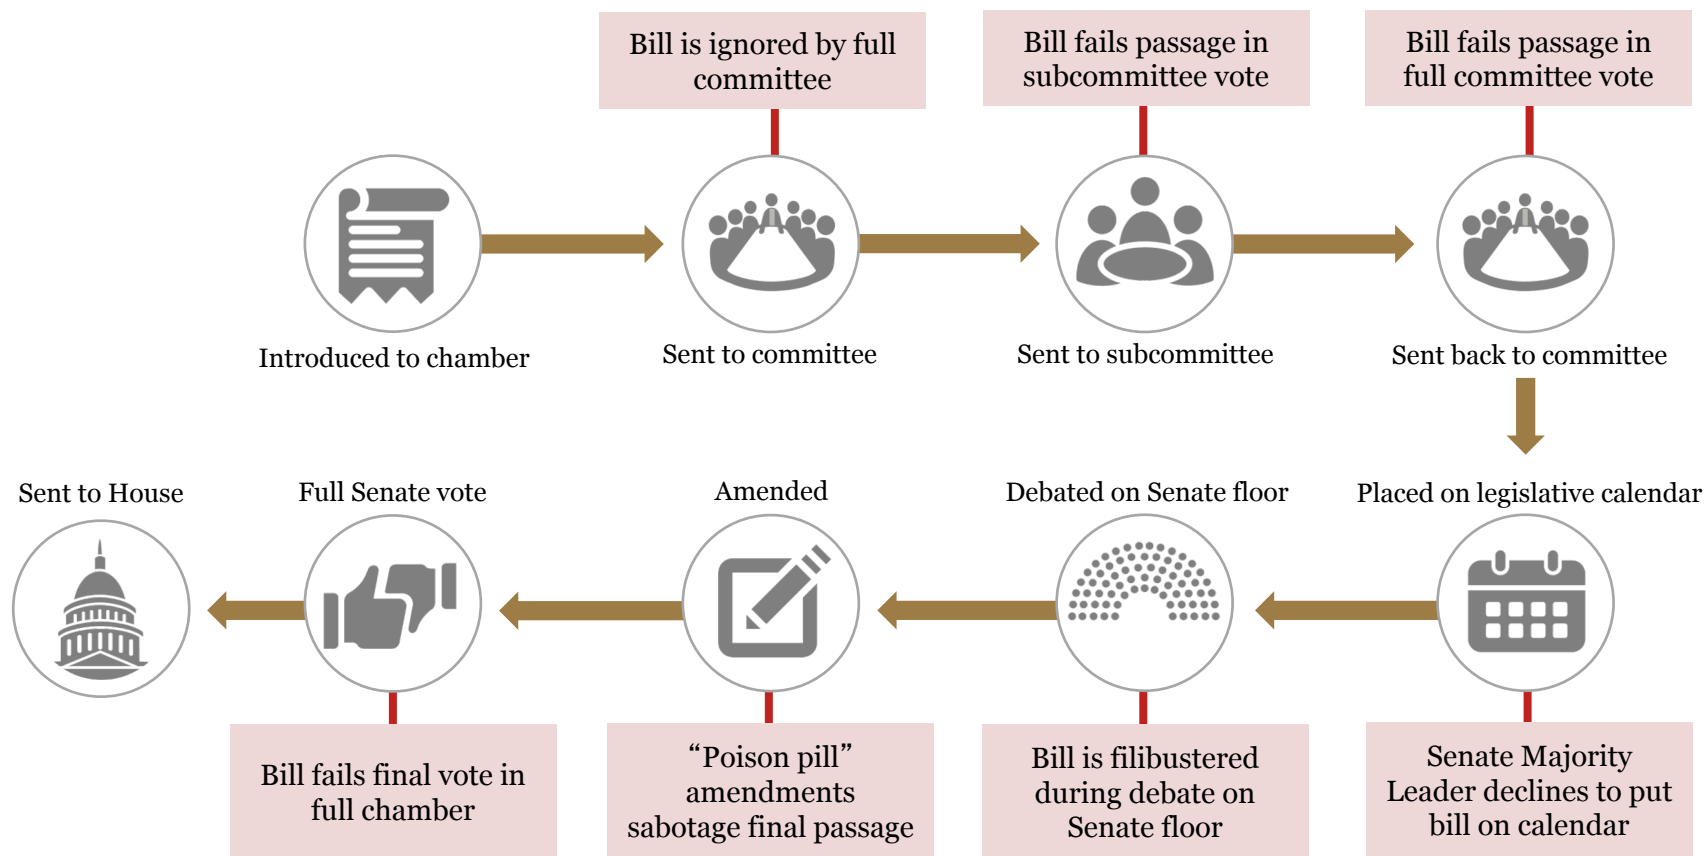 Bill is ignored by full
committee
Bill fails passage in
subcommittee vote
Bill fails passage in
full committee vote
Introduced to chamber
Sent to committee
Sent to subcommittee
Sent back to committee
Sent to House
Full Senate vote
Amended
Debated on Senate floor
Placed on legislative calendar
Bill fails final vote in
full chamber
“Poison pill”
amendments
sabotage final passage
Bill is filibustered
during debate on
Senate floor
Senate Majority
Leader declines to put
bill on calendar